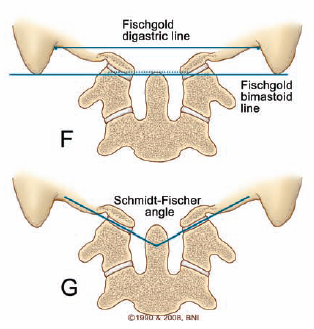 Fischgold
digastric line
Fischgold
bimastoid
line
F
Schmidt-Fischer
angle
G
©1990 & 2008, BNI